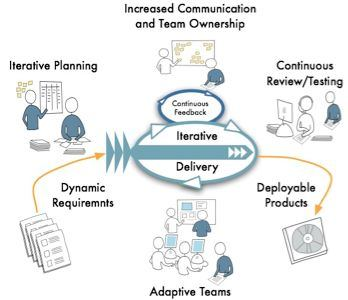 Increased Communication
and Team Ownership
Iterative Planning
Continuous
Review/Testing
Continuous
Feedback
Iterative
Delivery
Dynamic
Requiremnts
Deployable
Products
Adaptive Teams